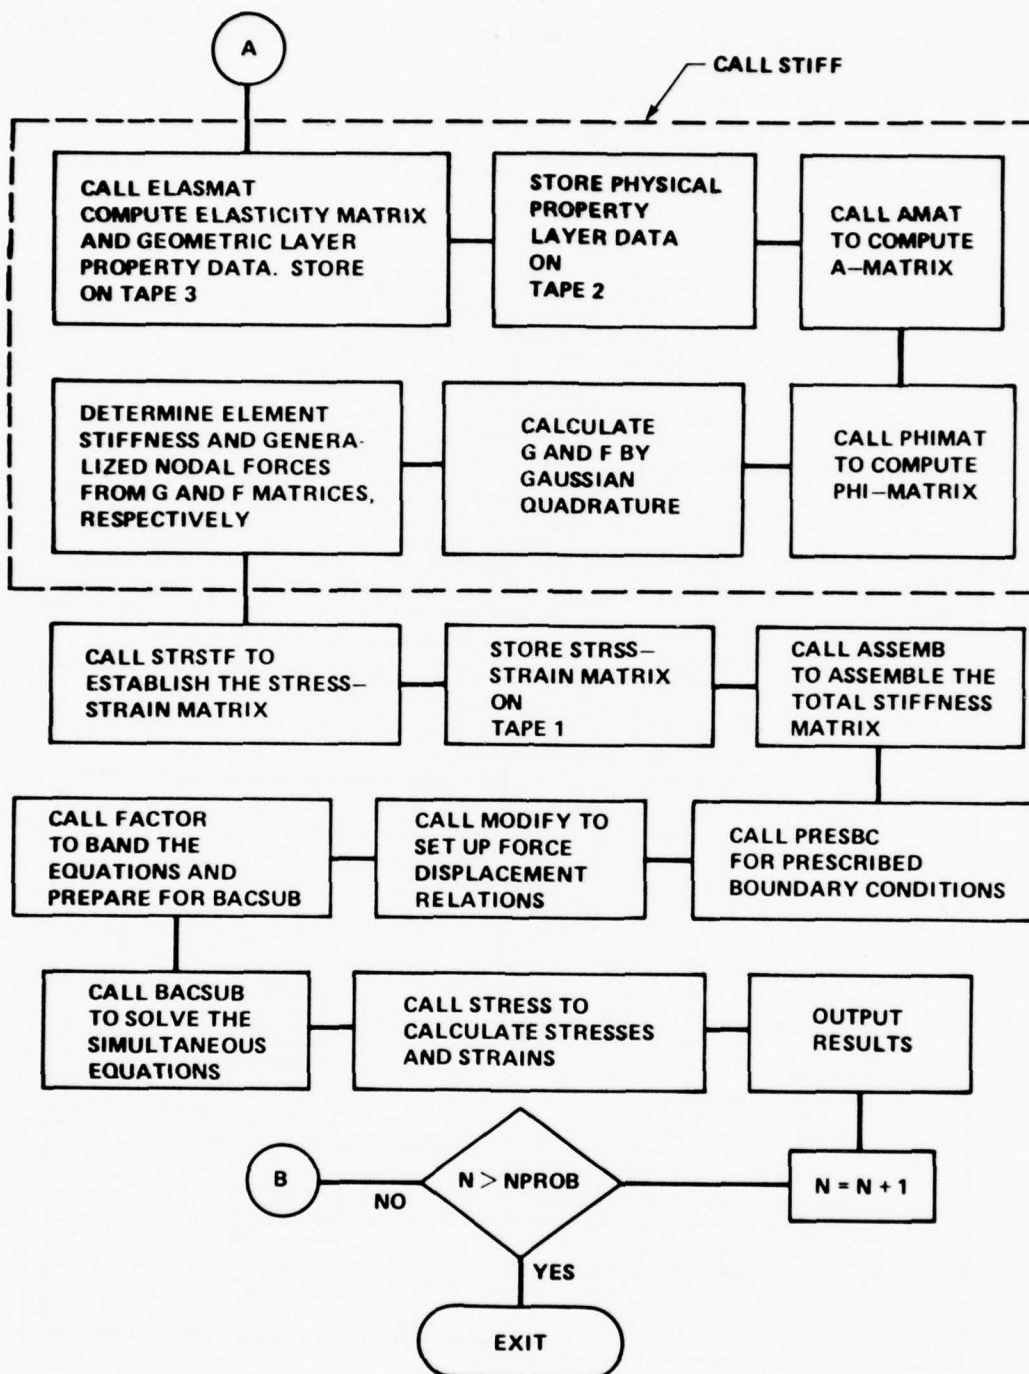 A
CALL STIFF
CALL ELASMAT
COMPUTE ELASTICITY MATRIX
AND GEOMETRIC LAYER
PROPERTY DATA. STORE
ON TAPE 3
STORE PHYSICAL
PROPERTY
LAYER DATA
ON
TAPE 2
CALL AMAT
TO COMPUTE
A–MATRIX
CALL PHIMAT
TO COMPUTE
PHI–MATRIX
CALCULATE
G AND F BY
GAUSSIAN
QUADRATURE
DETERMINE ELEMENT
STIFFNESS AND GENERA-
LIZED NODAL FORCES
FROM G AND F MATRICES,
RESPECTIVELY
CALL STRSTF TO
ESTABLISH THE STRESS–
STRAIN MATRIX
STORE STRSS–
STRAIN MATRIX
ON
TAPE 1
CALL ASSEMB
TO ASSEMBLE THE
TOTAL STIFFNESS
MATRIX
CALL PRESBC
FOR PRESCRIBED
BOUNDARY CONDITIONS
CALL MODIFY TO
SET UP FORCE
DISPLACEMENT
RELATIONS
CALL FACTOR
TO BAND THE
EQUATIONS AND
PREPARE FOR BACSUB
CALL BACSUB
TO SOLVE THE
SIMULTANEOUS
EQUATIONS
CALL STRESS TO
CALCULATE STRESSES
AND STRAINS
OUTPUT
RESULTS
N = N + 1
N > NPROB
NO
B
YES
EXIT